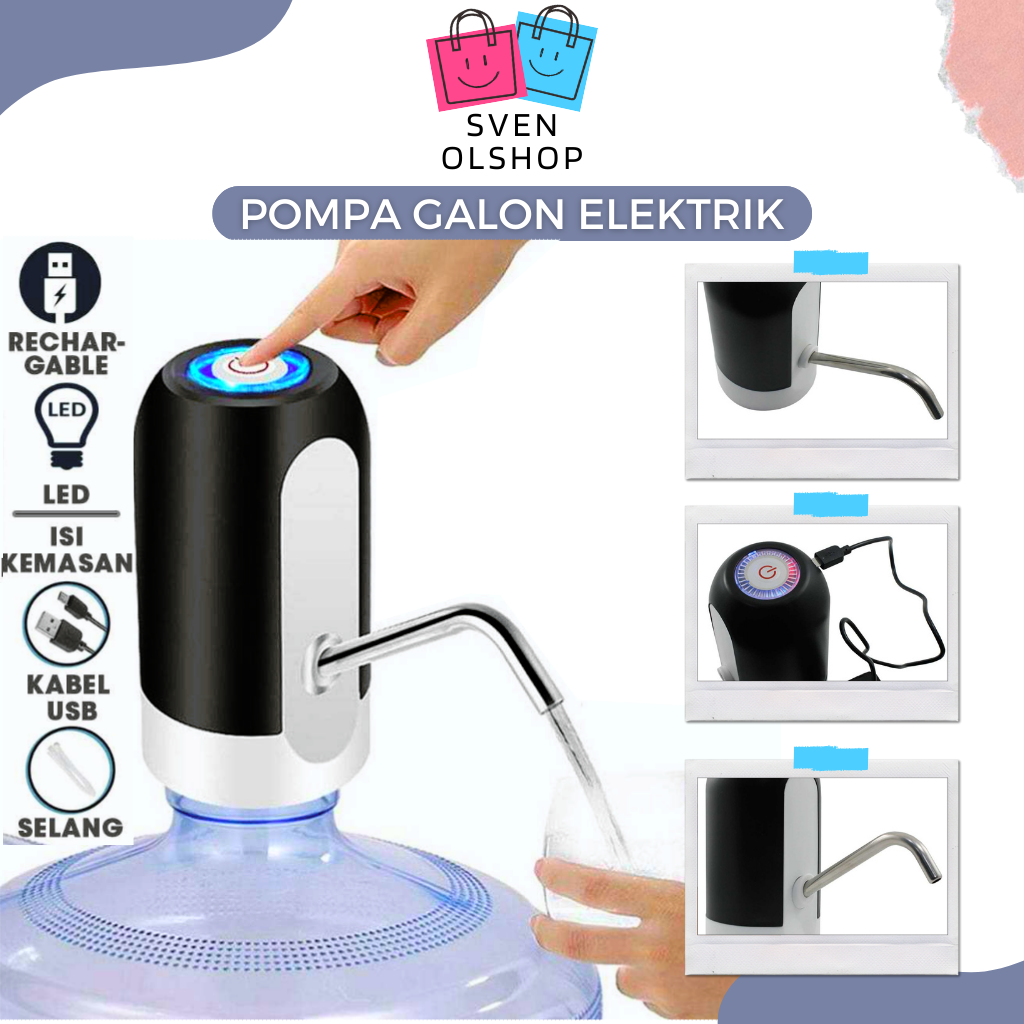 SVEN
OLSHOP
POMPA GALON ELEKTRIK
RECHAR-
GABLE
LED
LED
ISI
KEMASAN
KABEL
USB
SELANG